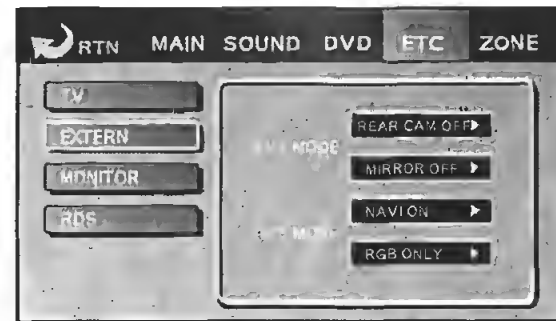 RTN MAIN SOUND DVD ETC ZONE
TV
EXTERN
MONITOR
RDS
MODE
REAR CAM OFF
MIRROR OFF
NAVI ON
RGB ONLY